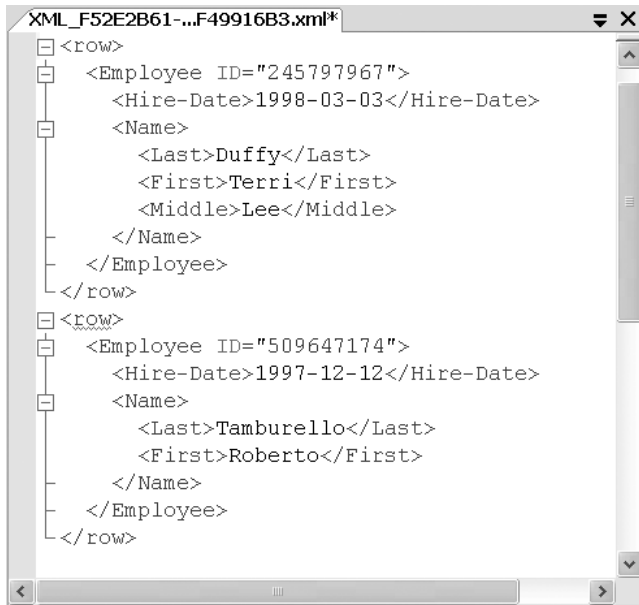 XML_F52E2B61-...F49916B3.xml*
<row>
<Employee ID="245797967">
<Hire-Date>1998-03-03</Hire-Date>
<Name>
<Last>Duffy</Last>
<First>Terri</First>
<Middle>Lee</Middle>
</Name>
</Employee>
</row>
<row>
<Employee ID="509647174">
<Hire-Date>1997-12-12</Hire-Date>
<Name>
<Last>Tamburello</Last>
<First>Roberto</First>
</Name>
</Employee>
</row>